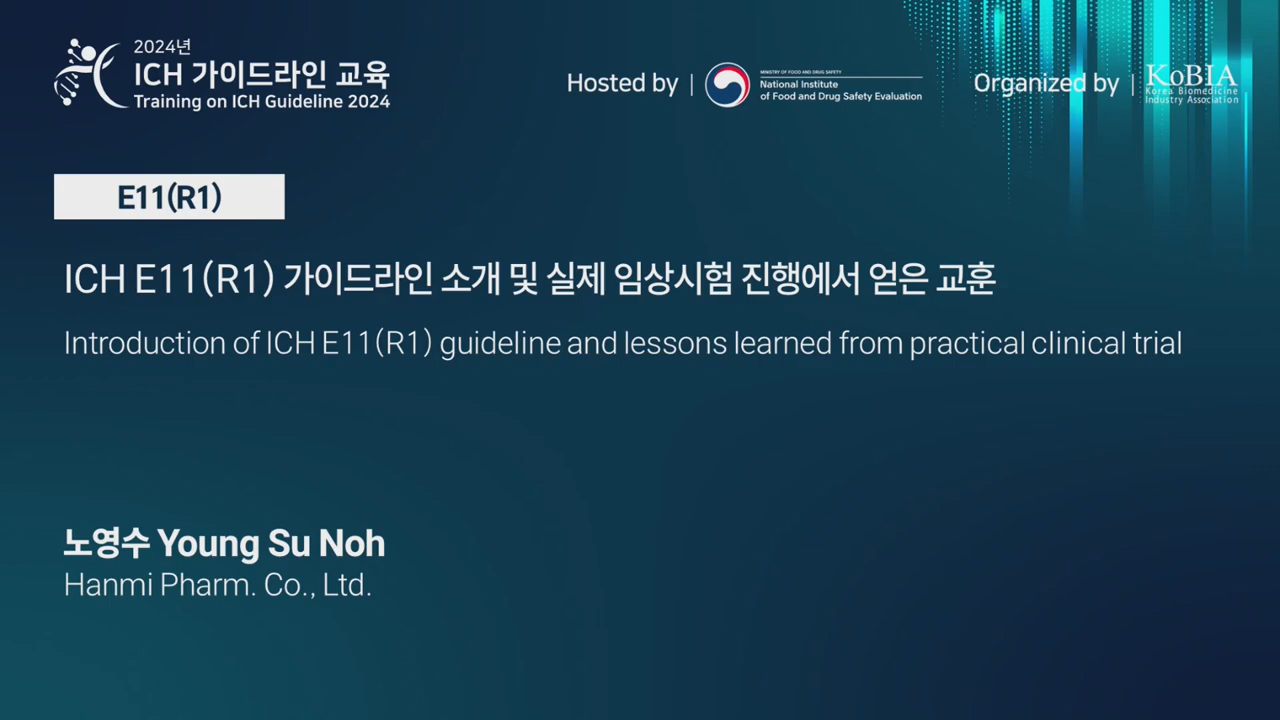 2024년
ICH 가이드라인 교육
Training on ICH Guideline 2024
Hosted by
MINISTRY OF FOOD AND DRUG SAFETY
National Institute
of Food and Drug Safety Evaluation
Organized by
KoBIA
Korea Biomedicine
Industry Association
E11(R1)
ICH E11(R1) 가이드라인 소개 및 실제 임상시험 진행에서 얻은 교훈
Introduction of ICH E11(R1) guideline and lessons learned from practical clinical trial
노영수 Young Su Noh
Hanmi Pharm. Co., Ltd.